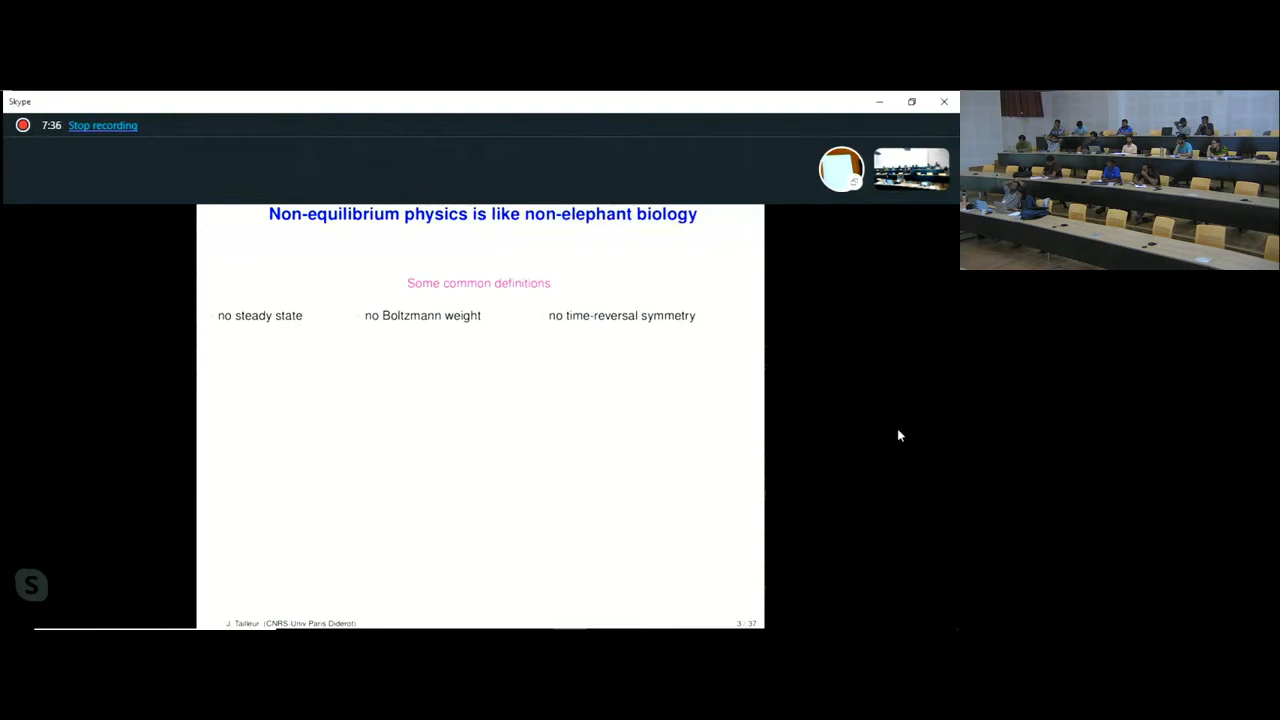 Skype
7:36 Stop recording
Non-equilibrium physics is like non-elephant biology
Some common definitions
no steady state no Boltzmann weight no time-reversal symmetry
S
J. Tailleur (CNRS-Univ Paris Diderot) 3 / 37